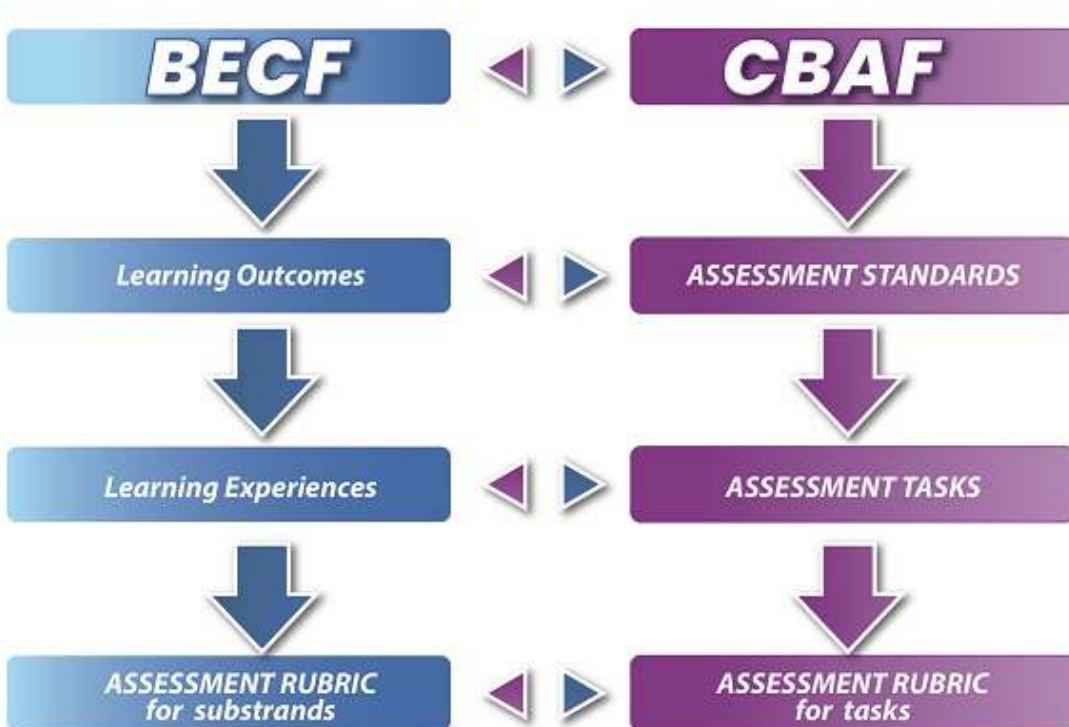 BECF
CBAF
Learning Outcomes
ASSESSMENT STANDARDS
Learning Experiences
ASSESSMENT TASKS
ASSESSMENT RUBRIC
for substrands
ASSESSMENT RUBRIC
for tasks